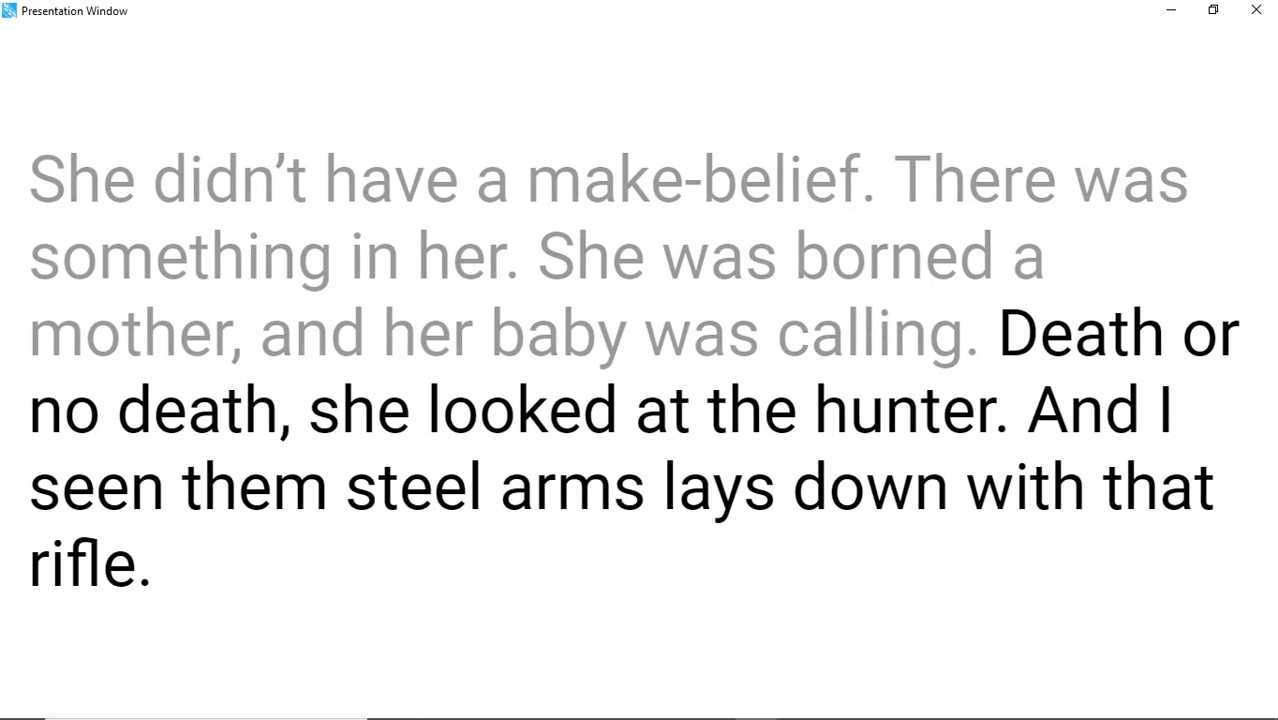 Presentation Window
She didn’t have a make-belief. There was
something in her. She was borned a
mother, and her baby was calling. Death or
no death, she looked at the hunter. And I
seen them steel arms lays down with that
rifle.